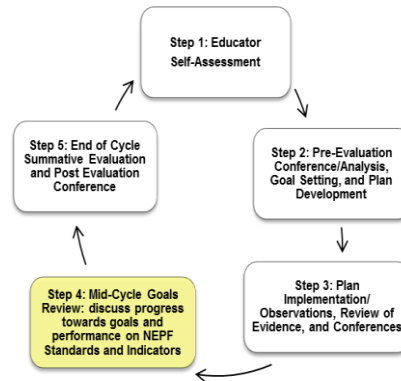 Step 1: Educator
Self-Assessment
Step 2: Pre-Evaluation
Conference/Analysis,
Goal Setting, and Plan
Development
Step 3: Plan
Implementation/
Observations, Review of
Evidence, and Conferences
Step 4: Mid-Cycle Goals
Review: discuss progress
towards goals and
performance on NEPF
Standards and Indicators
Step 5: End of Cycle
Summative Evaluation
and Post Evaluation
Conference